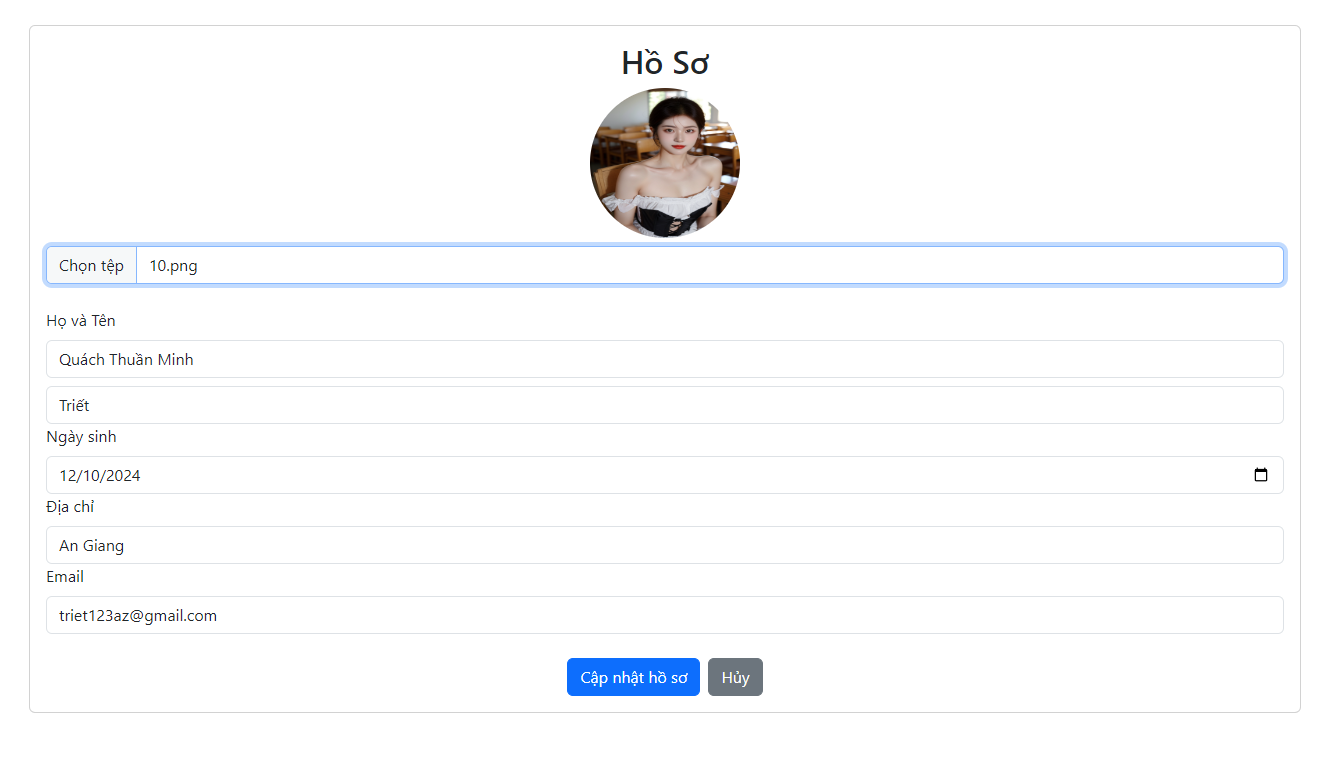 Hồ Sơ
Chọn tệp 10.png
Họ và Tên
Quách Thuần Minh
Triết
Ngày sinh
12/10/2024
Địa chỉ
An Giang
Email
triet123az@gmail.com
Cập nhật hồ sơ Hủy